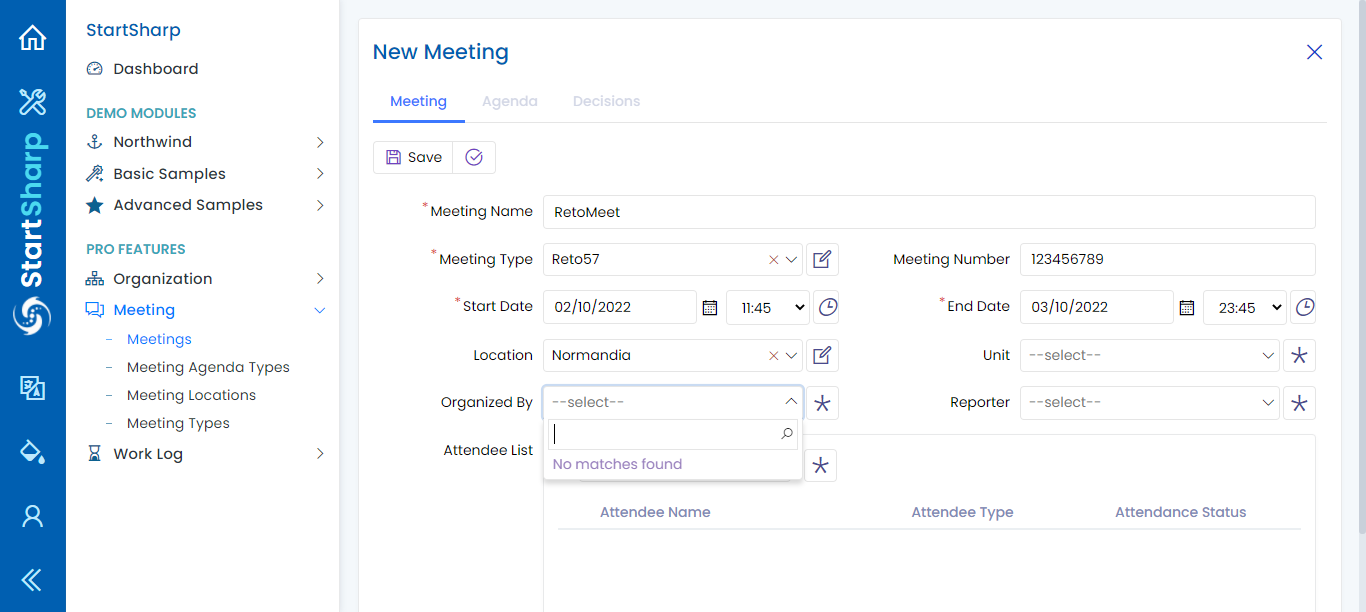 StartSharp
StartSharp
Dashboard
DEMO MODULES
Northwind
Basic Samples
Advanced Samples
PRO FEATURES
Organization
Meeting
- Meetings
- Meeting Agenda Types
- Meeting Locations
- Meeting Types
Work Log
New Meeting
Meeting Agenda Decisions
Save
*Meeting Name RetoMeet
*Meeting Type Reto57 Meeting Number 123456789
*Start Date 02/10/2022 11:45 *End Date 03/10/2022 23:45
Location Normandia Unit --select--
Organized By --select-- Reporter --select--
Attendee List
No matches found
Attendee Name Attendee Type Attendance Status